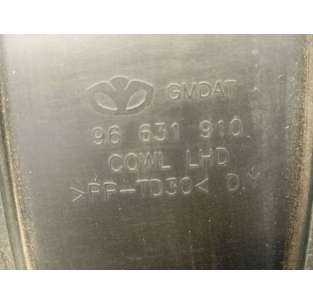 GMDAT
96 631 910
COWL LHD
>PP-TD30< D.